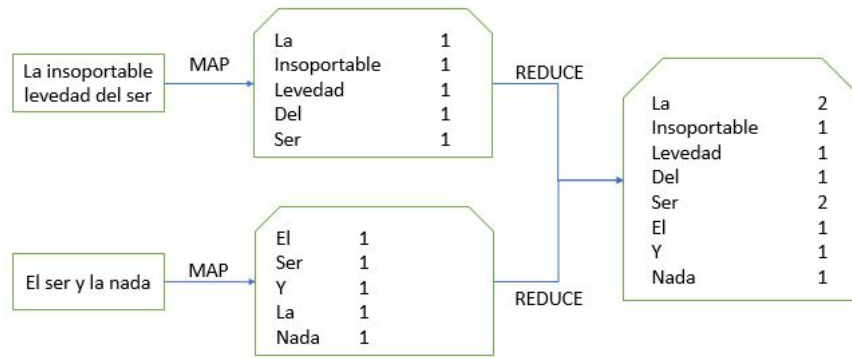 La insoportable
levedad del ser
MAP
La 1
Insoportable 1
Levedad 1
Del 1
Ser 1
REDUCE
El ser y la nada
MAP
El 1
Ser 1
Y 1
La 1
Nada 1
REDUCE
La 2
Insoportable 1
Levedad 1
Del 1
Ser 2
El 1
Y 1
Nada 1